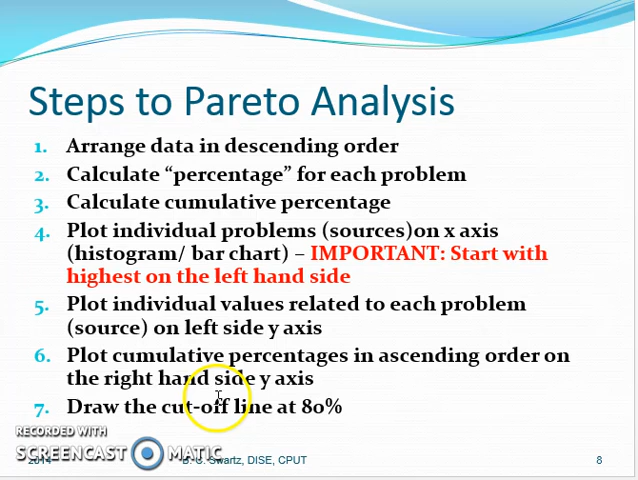 Steps to Pareto Analysis
1. Arrange data in descending order
2. Calculate “percentage” for each problem
3. Calculate cumulative percentage
4. Plot individual problems (sources)on x axis
(histogram/ bar chart) – IMPORTANT: Start with
highest on the left hand side
5. Plot individual values related to each problem
(source) on left side y axis
6. Plot cumulative percentages in ascending order on
the right hand side y axis
7. Draw the cut-off line at 80%
RECORDED WITH
SCREENCAST MATIC
2014 B. C. Swartz, DISE, CPUT 8